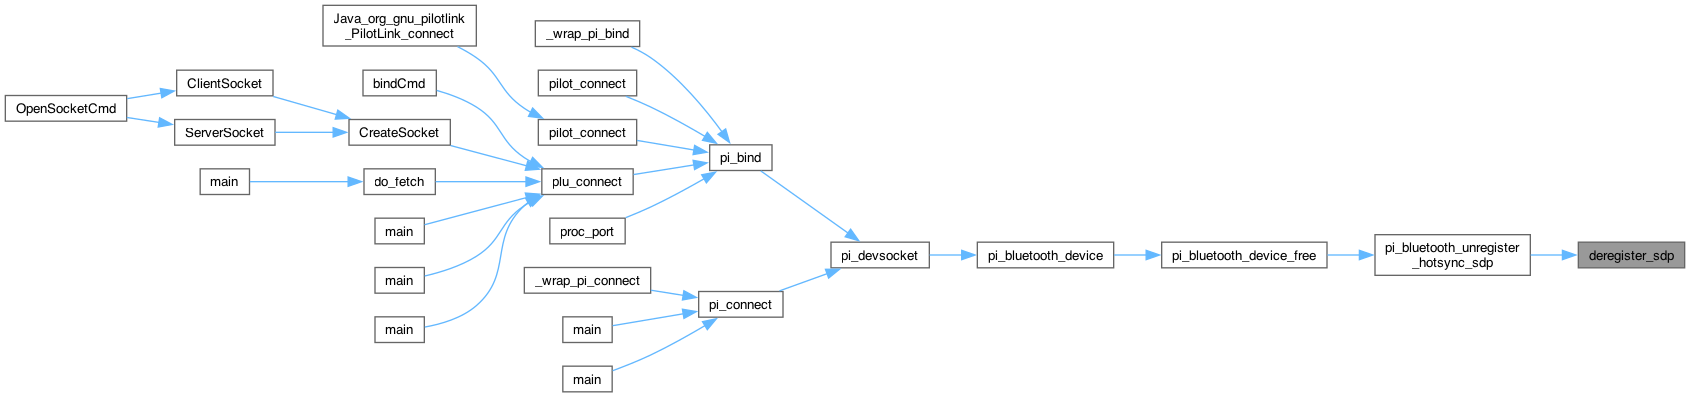 Java_org_gnu_pilotlink
_PilotLink_connect
_wrap_pi_bind
ClientSocket
bindCmd
pilot_connect
OpenSocketCmd
ServerSocket
CreateSocket
pilot_connect
pi_bind
main
do_fetch
plu_connect
main
proc_port
pi_devsocket
pi_bluetooth_device
pi_bluetooth_device_free
pi_bluetooth_unregister
_hotsync_sdp
deregister_sdp
main
_wrap_pi_connect
pi_connect
main
main
main